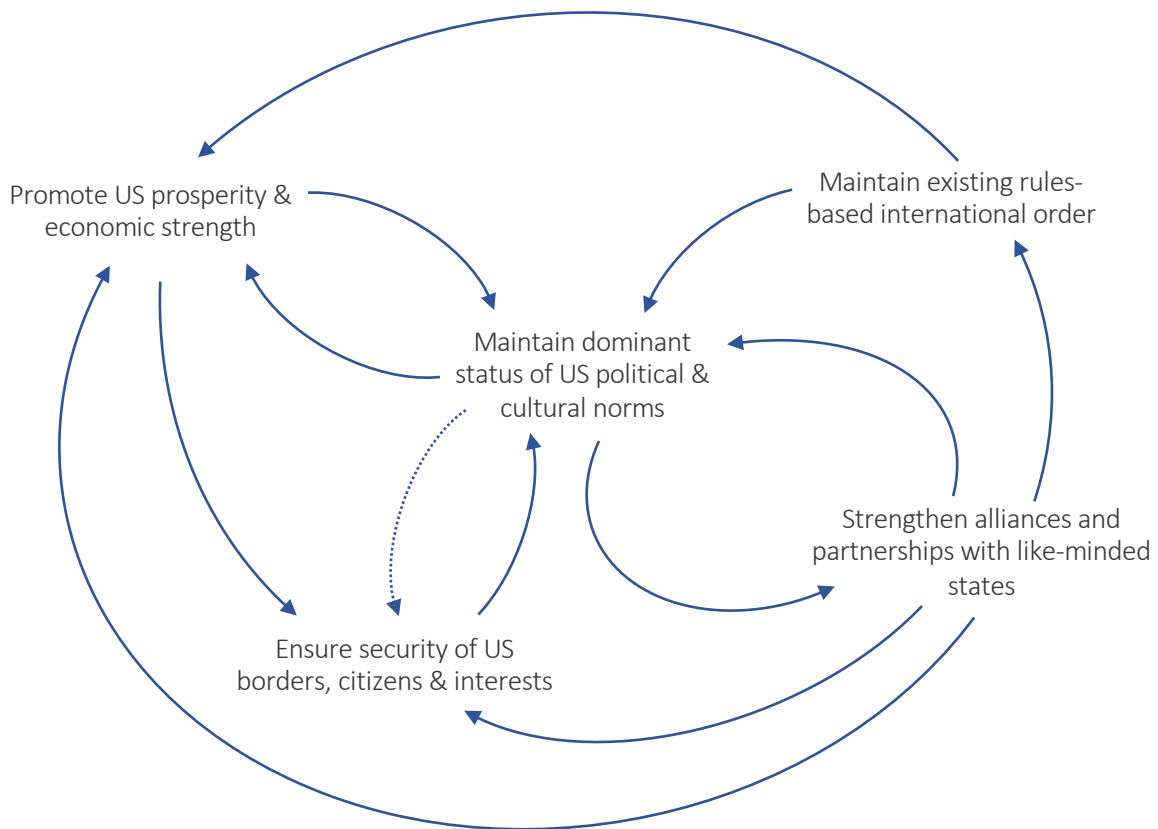 Promote US prosperity &
economic strength
Maintain existing rules-
based international order
Maintain dominant
status of US political &
cultural norms
Strengthen alliances and
partnerships with like-minded
states
Ensure security of US
borders, citizens & interests